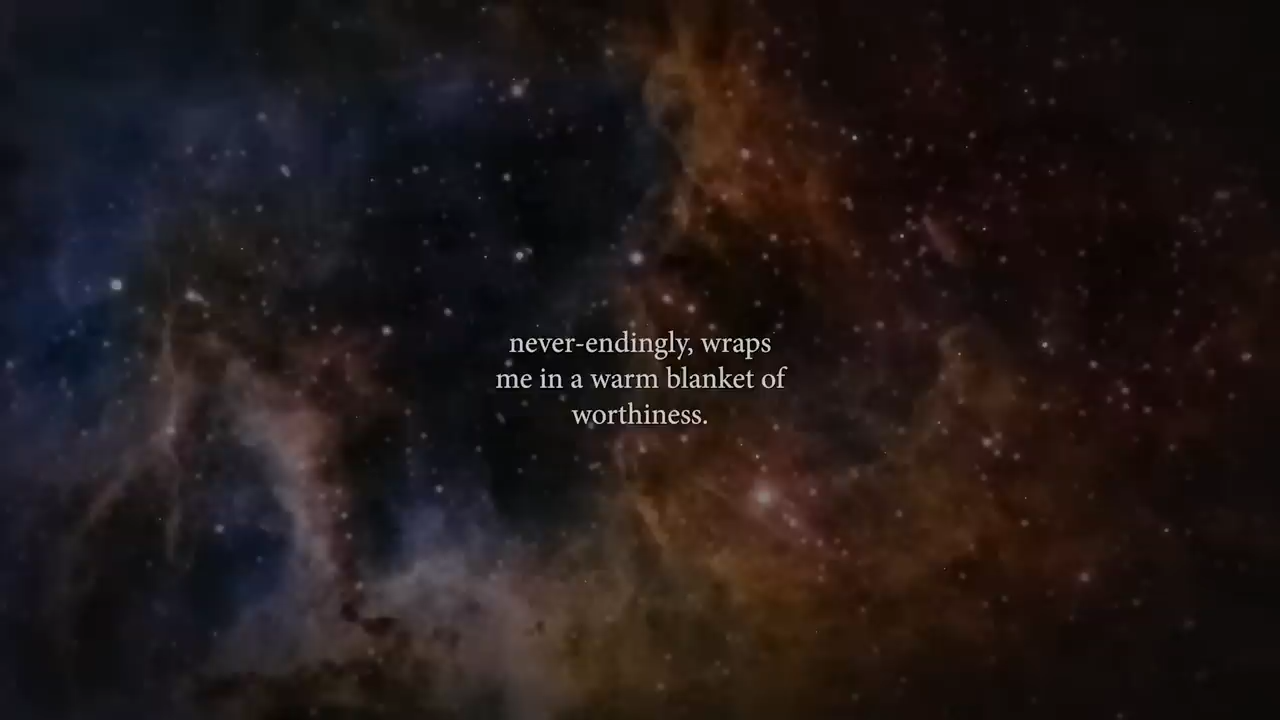 never-endingly, wraps
me in a warm blanket of
worthiness.